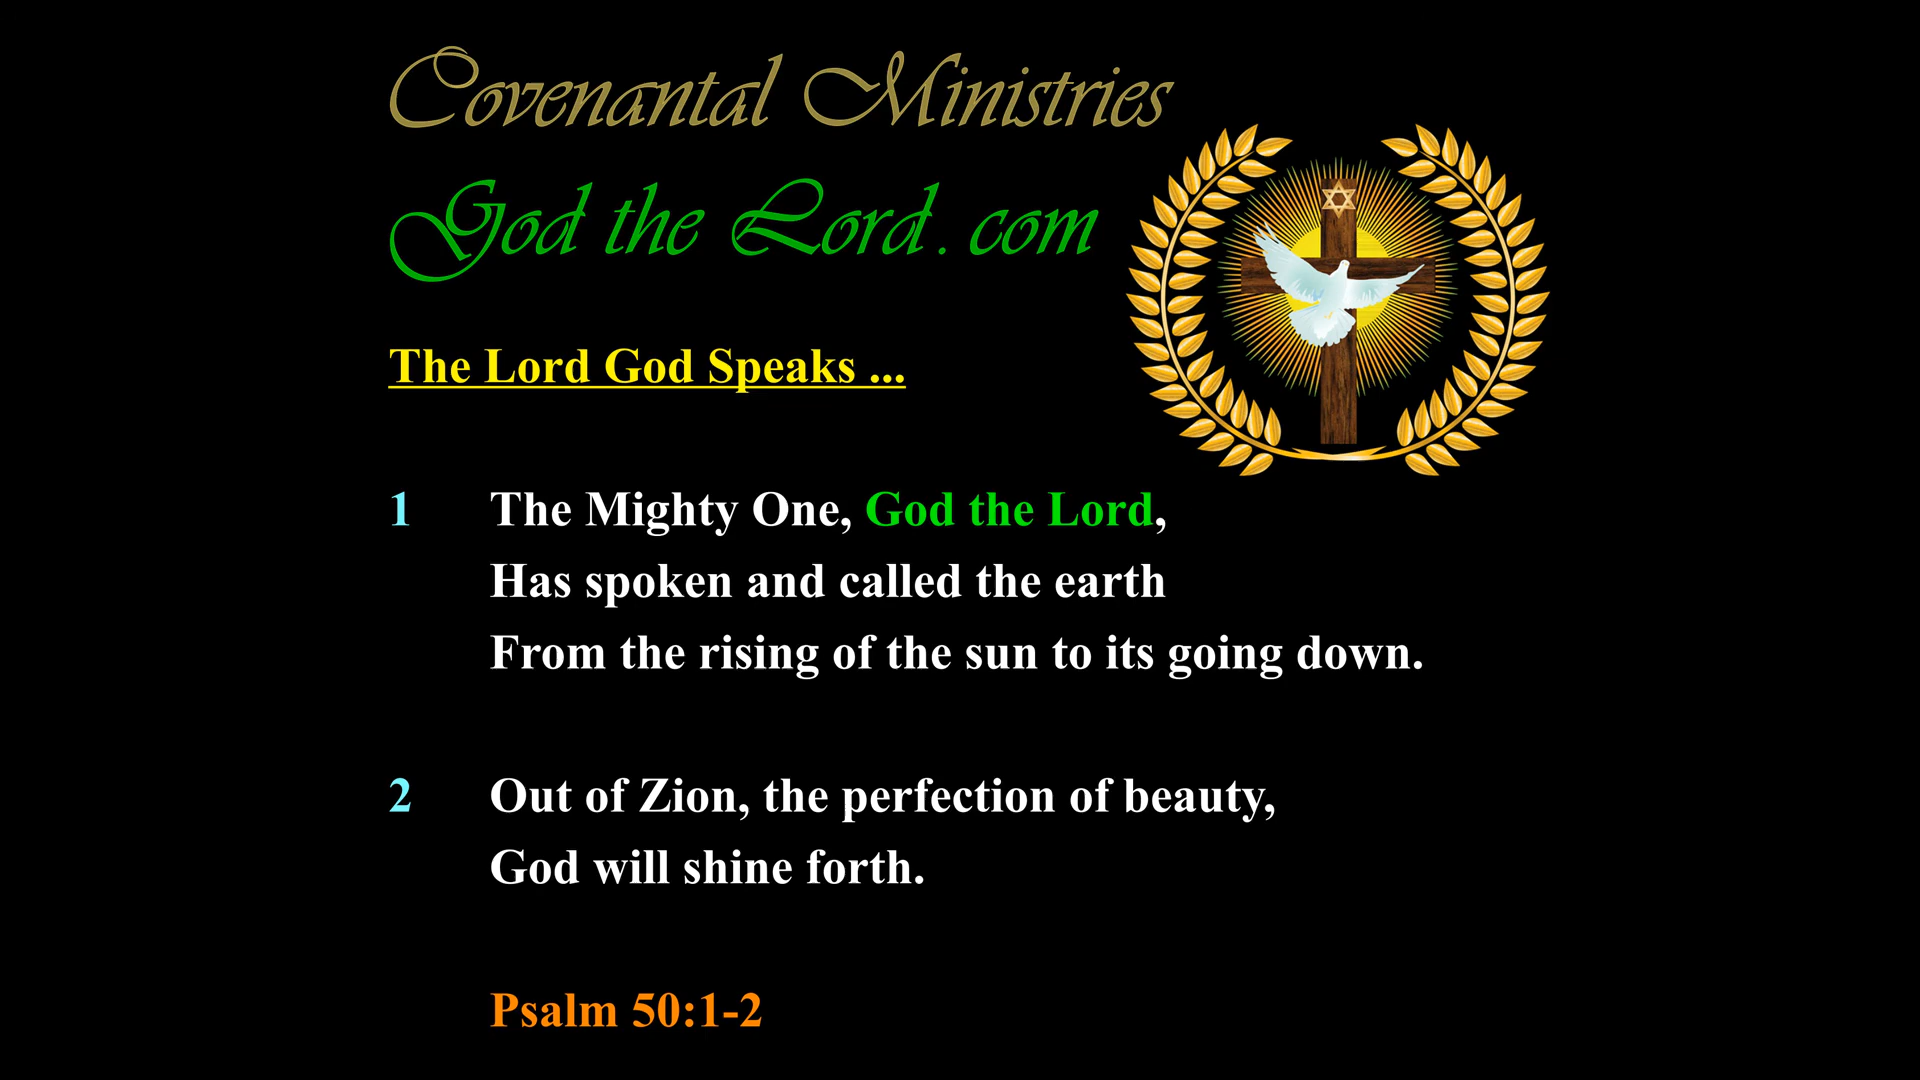 Covenantal Ministries
God the Lord.com
The Lord God Speaks ...
1 The Mighty One, God the Lord,
Has spoken and called the earth
From the rising of the sun to its going down.
2 Out of Zion, the perfection of beauty,
God will shine forth.
Psalm 50:1-2